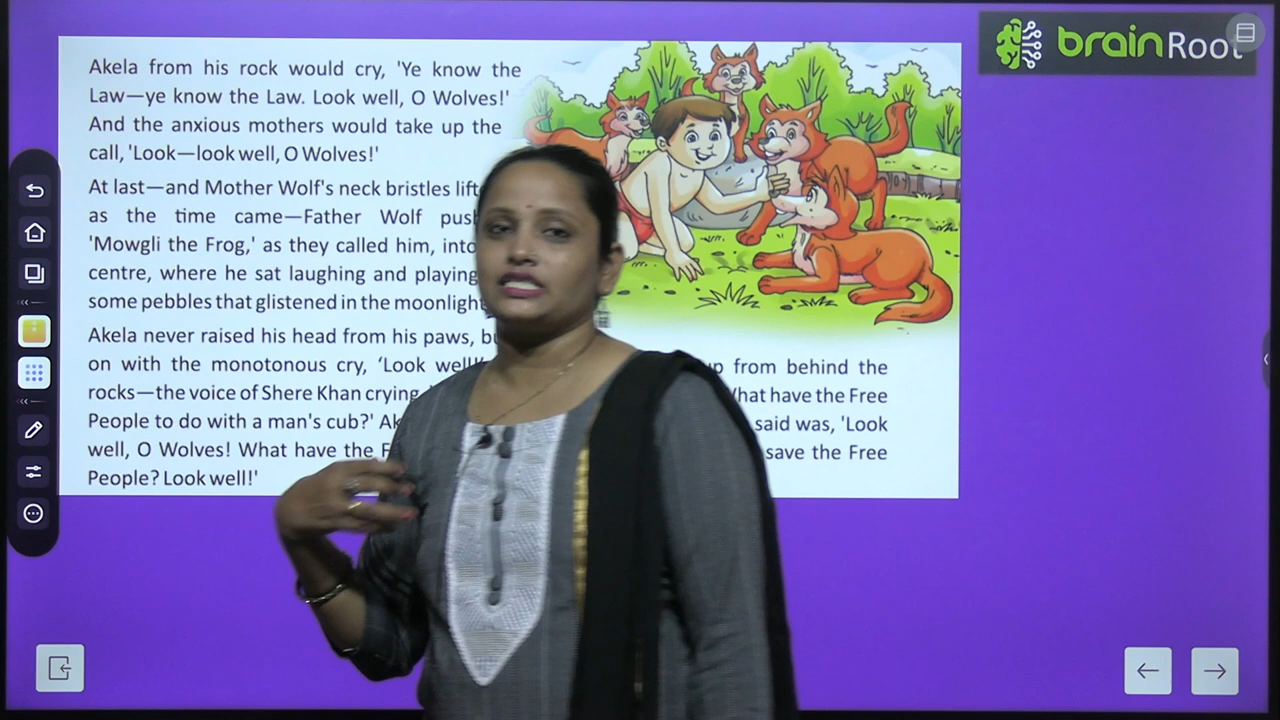 brainRoot
Akela from his rock would cry, 'Ye know the
Law—ye know the Law. Look well, O Wolves!'
And the anxious mothers would take up the
call, 'Look—look well, O Wolves!'
At last—and Mother Wolf's neck bristles
as the time came—Father Wolf
'Mowgli the Frog,' as they called him, into
centre, where he sat laughing and playing
some pebbles that glistened in the moonlight
Akela never raised his head from his paws,
on with the monotonous cry, 'Look well!' up from behind the
rocks—the voice of Shere Khan crying, What have the Free
People to do with a man's cub?' said was, 'Look
well, O Wolves! What have the save the Free
People? Look well!'